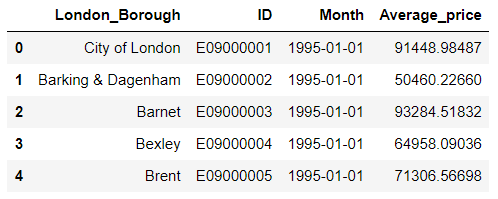 London_Borough ID Month Average_price
0 City of London E09000001 1995-01-01 91448.98487
1 Barking & Dagenham E09000002 1995-01-01 50460.22660
2 Barnet E09000003 1995-01-01 93284.51832
3 Bexley E09000004 1995-01-01 64958.09036
4 Brent E09000005 1995-01-01 71306.56698